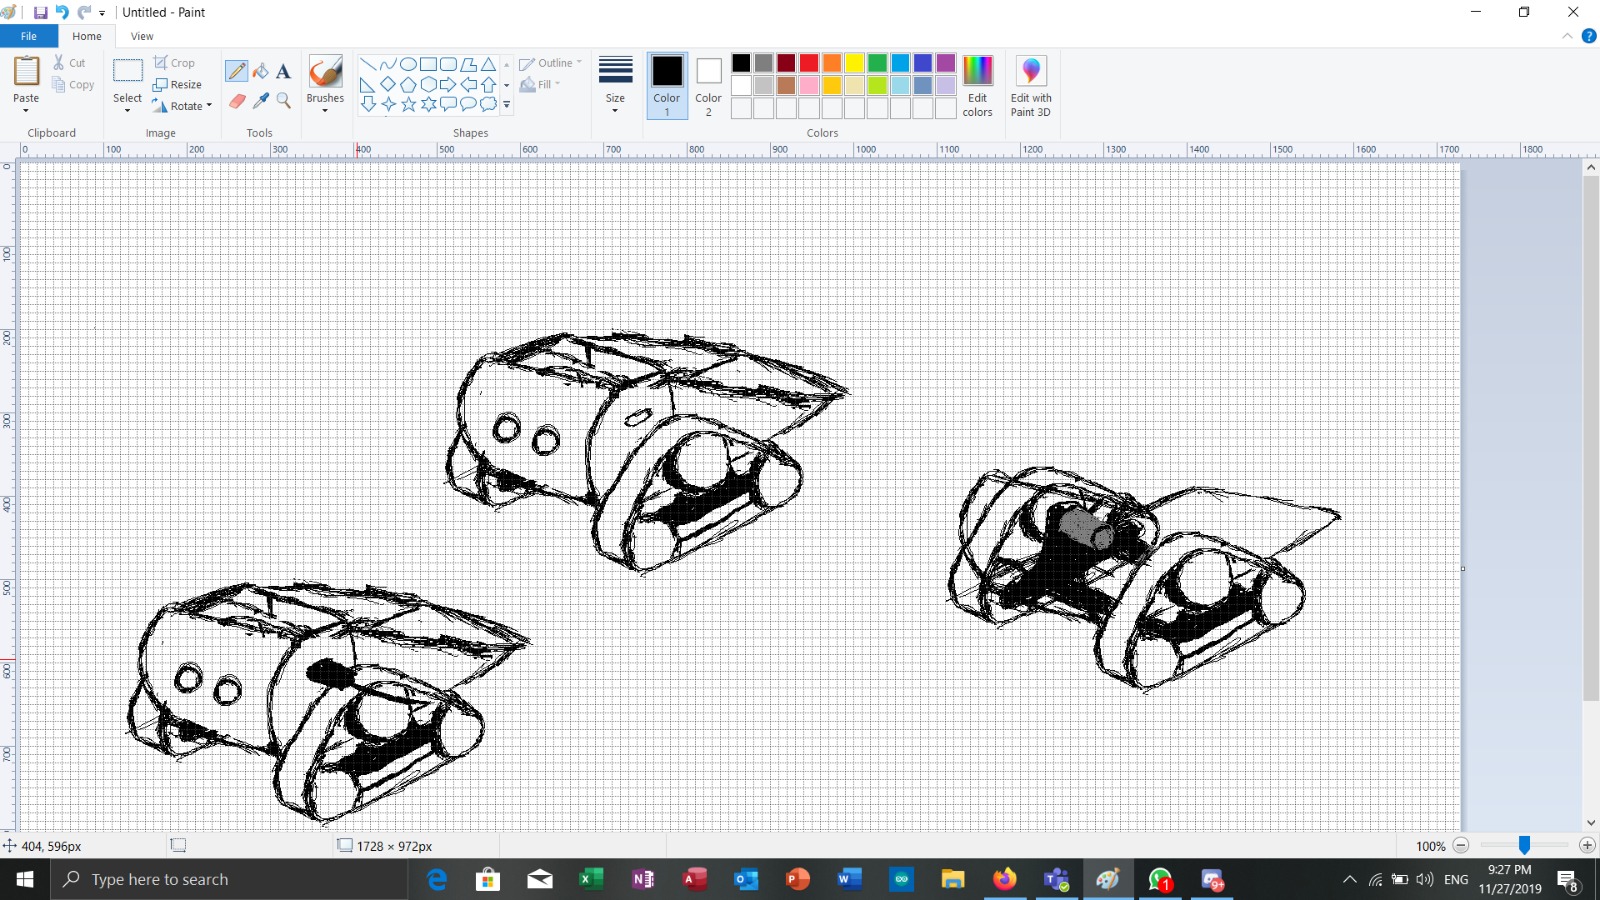 Untitled - Paint
File Home View
Cut
Copy
Paste
Clipboard
Select
Crop
Resize
Rotate
Image
A
Tools
Brushes
Outline
Fill
Shapes
Size
Color
1
Color
2
Edit
colors
Edit with
Paint 3D
Colors
0 100 200 300 400 500 600 700 800 900 1000 1100 1200 1300 1400 1500 1600 1700 1800
0
100
200
300
400
500
600
700
404, 596px
1728 × 972px
100%
Type here to search
ENG
9:27 PM
11/27/2019
1
9+
8